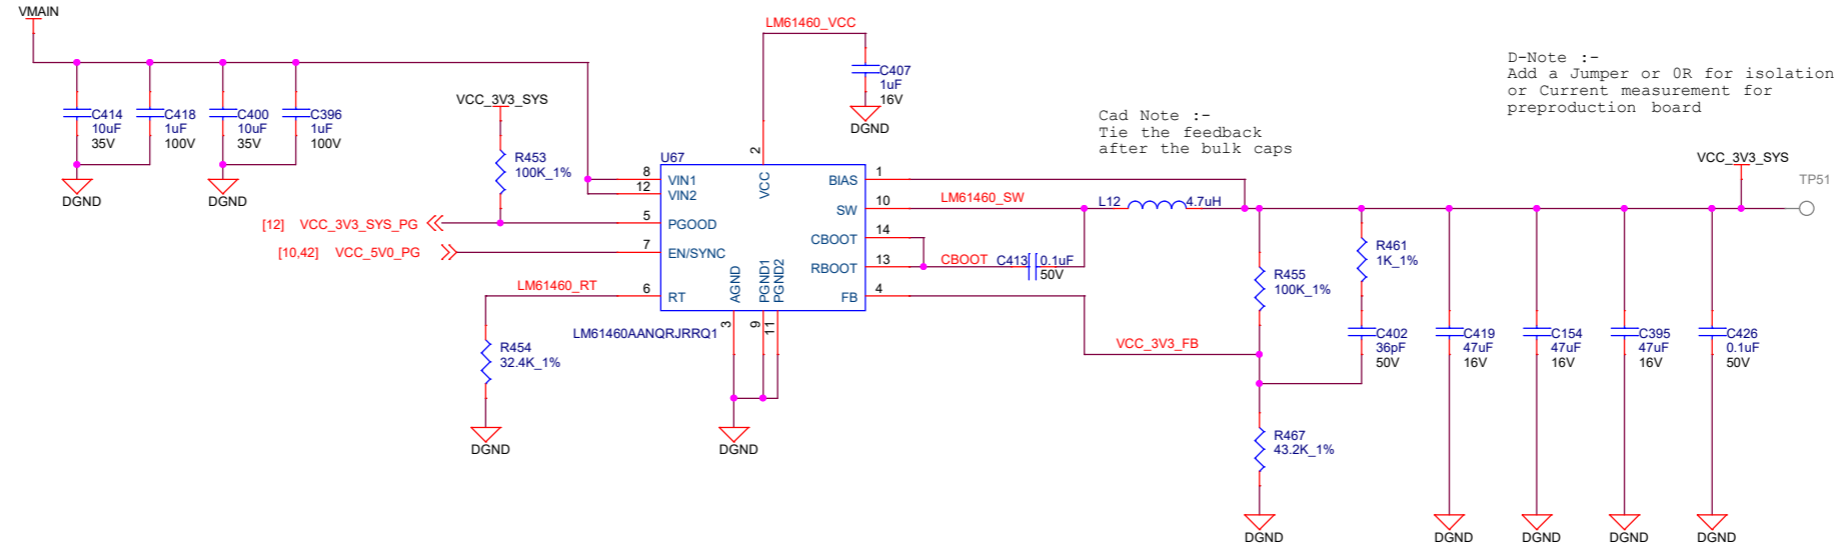 VMAIN
C414
10uF
35V
C418
1uF
100V
C400
10uF
35V
C396
1uF
100V
DGND
DGND
VCC_3V3_SYS
R453
100K_1%
[12] VCC_3V3_SYS_PG
[10,42] VCC_5V0_PG
LM61460_RT
R454
32.4K_1%
DGND
LM61460_VCC
C407
1uF
16V
DGND
U67
2
VCC
8
VIN1
12
VIN2
5
PGOOD
7
EN/SYNC
6
RT
AGND
PGND1
PGND2
3
9
11
BIAS
1
SW
10
CBOOT
14
RBOOT
13
FB
4
LM61460AANQRJRRQ1
DGND
Cad Note :-
Tie the feedback
after the bulk caps
LM61460_SW
L12
4.7uH
CBOOT
C413
0.1uF
50V
VCC_3V3_FB
R455
100K_1%
R461
1K_1%
C402
36pF
50V
R467
43.2K_1%
DGND
D-Note :-
Add a Jumper or 0R for isolation
or Current measurement for
preproduction board
VCC_3V3_SYS
TP51
C419
47uF
16V
C154
47uF
16V
C395
47uF
16V
C426
0.1uF
50V
DGND
DGND
DGND
DGND